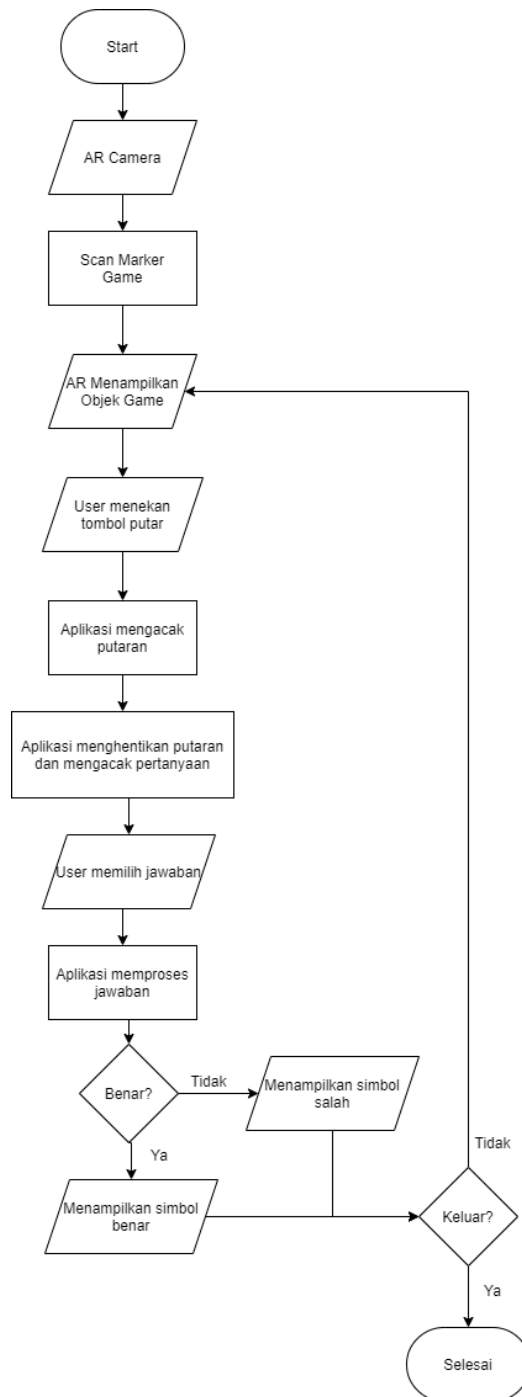 Start
AR Camera
Scan Marker
Game
AR Menampilkan
Objek Game
User menekan
tombol putar
Aplikasi mengacak
putaran
Aplikasi menghentikan putaran
dan mengacak pertanyaan
User memilih jawaban
Aplikasi memproses
jawaban
Benar?
Tidak
Menampilkan simbol
salah
Ya
Menampilkan simbol
benar
Keluar?
Tidak
Ya
Selesai